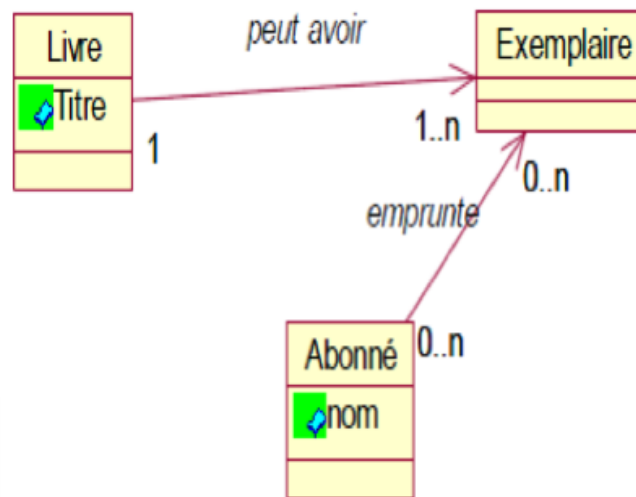 Livre
Titre
1
peut avoir
Exemplaire
1..n
0..n
emprunte
Abonné
0..n
nom